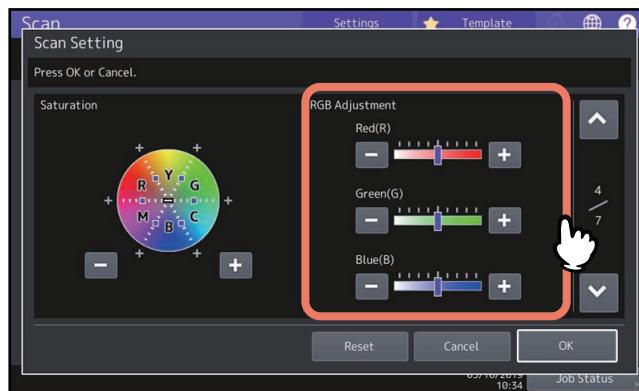 Scan
Settings
Template
?
Scan Setting
Press OK or Cancel.
Saturation
R
Y
G
M
B
C
RGB Adjustment
Red(R)
Green(G)
Blue(B)
4
7
Reset
Cancel
OK
10:34
Job Status